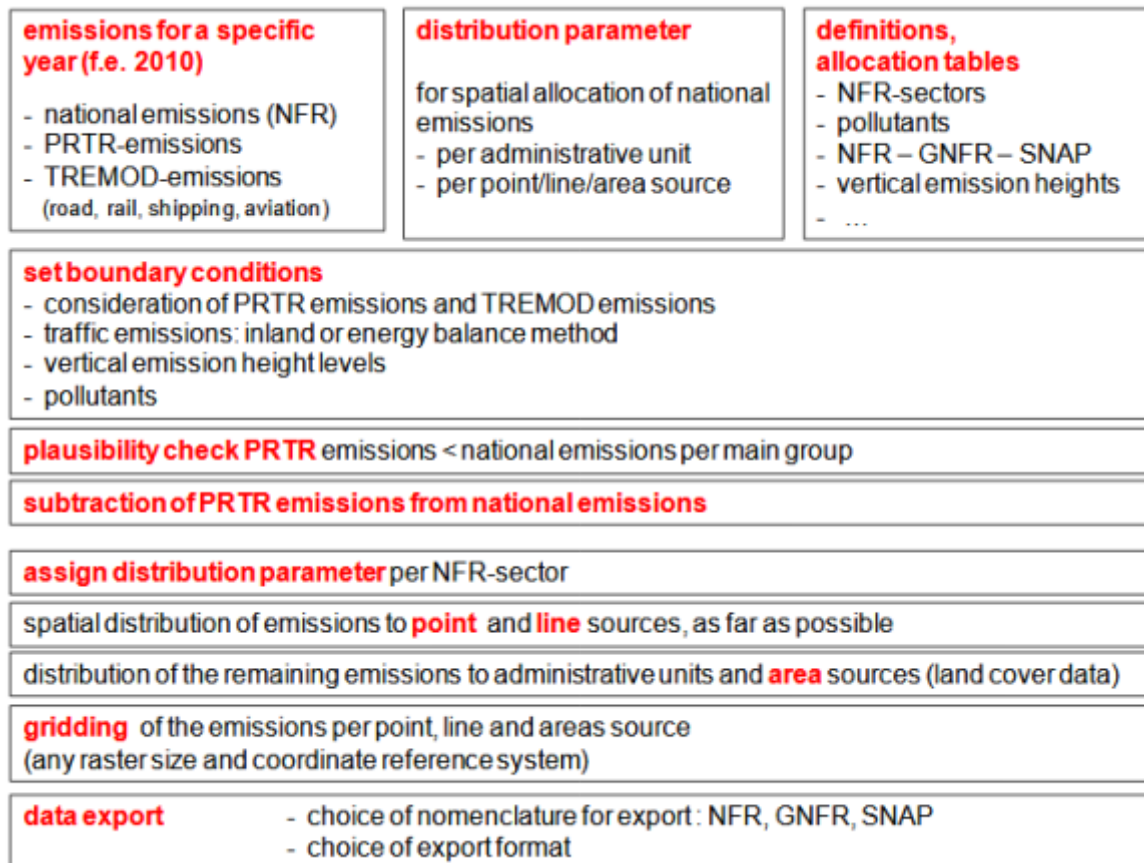 emissions for a specific
year (f.e. 2010)
- national emissions (NFR)
- PRTR-emissions
- TREMOD-emissions
(road, rail, shipping, aviation)
distribution parameter
for spatial allocation of national
emissions
- per administrative unit
- per point/line/area source
definitions,
allocation tables
- NFR-sectors
- pollutants
- NFR – GNFR – SNAP
- vertical emission heights
- ...
set boundary conditions
- consideration of PRTR emissions and TREMOD emissions
- traffic emissions: inland or energy balance method
- vertical emission height levels
- pollutants
plausibility check PRTR emissions < national emissions per main group
subtraction of PRTR emissions from national emissions
assign distribution parameter per NFR-sector
spatial distribution of emissions to point and line sources, as far as possible
distribution of the remaining emissions to administrative units and area sources (land cover data)
gridding of the emissions per point, line and areas source
(any raster size and coordinate reference system)
data export - choice of nomenclature for export: NFR, GNFR, SNAP
- choice of export format